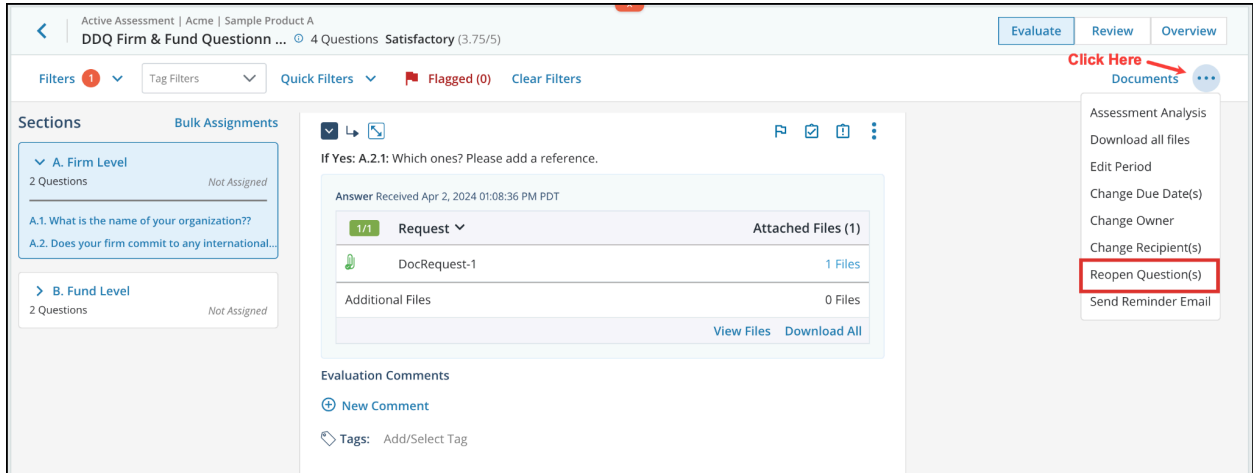 Active Assessment | Acme | Sample Product A
DDQ Firm & Fund Questionn ... 4 Questions Satisfactory (3.75/5)
Evaluate Review Overview
Click Here
Filters 1 Tag Filters Quick Filters Flagged (0) Clear Filters Documents
Sections Bulk Assignments
A. Firm Level
2 Questions Not Assigned
A.1. What is the name of your organization??
A.2. Does your firm commit to any international...
B. Fund Level
2 Questions Not Assigned
If Yes: A.2.1: Which ones? Please add a reference.
Answer Received Apr 2, 2024 01:08:36 PM PDT
1/1 Request Attached Files (1)
DocRequest-1 1 Files
Additional Files 0 Files
View Files Download All
Evaluation Comments
New Comment
Tags: Add/Select Tag
Assessment Analysis
Download all files
Edit Period
Change Due Date(s)
Change Owner
Change Recipient(s)
Reopen Question(s)
Send Reminder Email